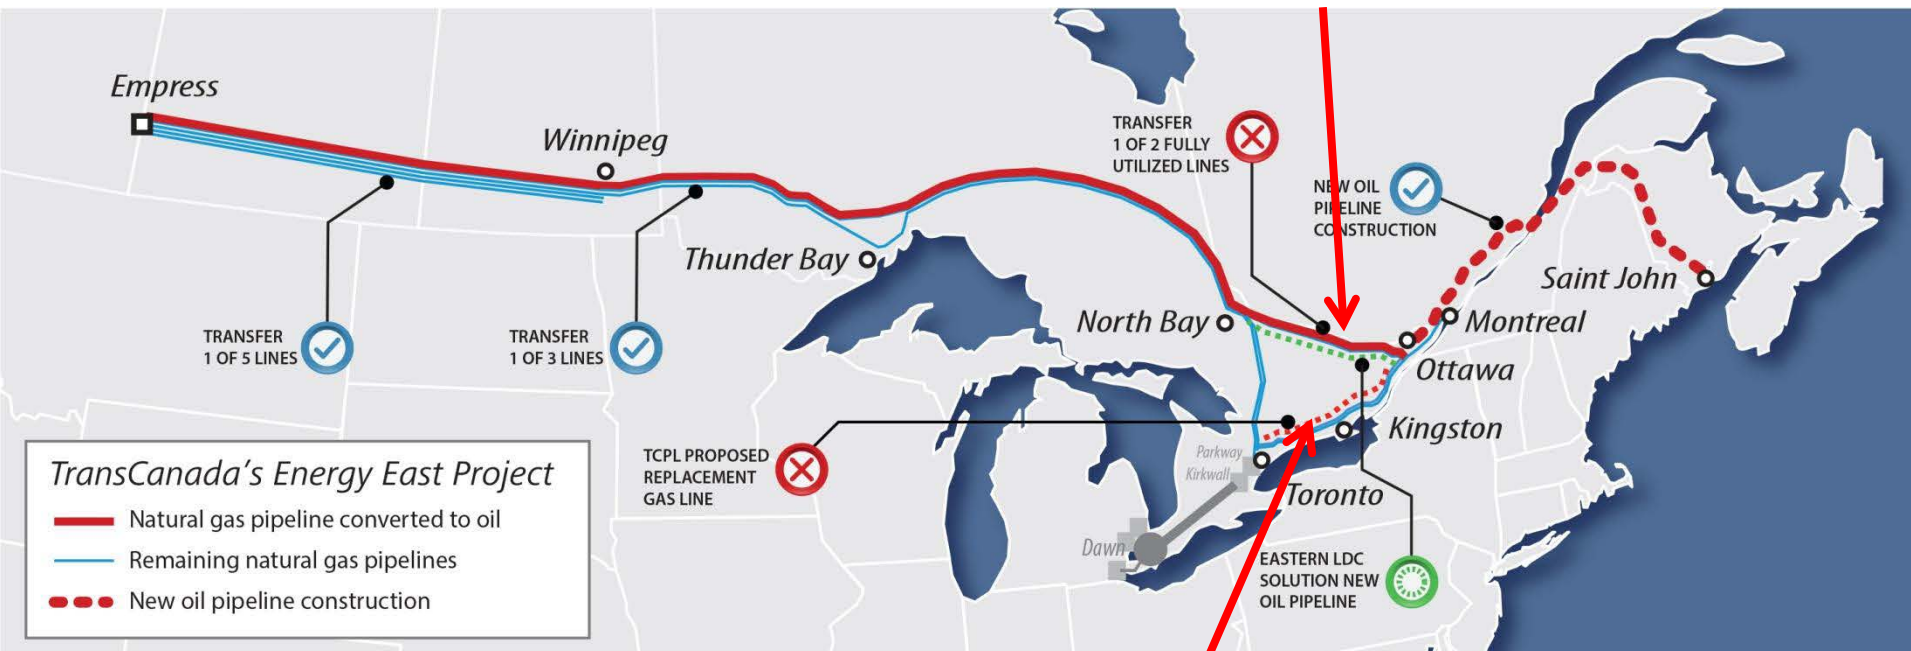 Empress
Winnipeg
TRANSFER
1 OF 2 FULLY
UTILIZED LINES
NEW OIL
PIPELINE
CONSTRUCTION
Thunder Bay
Saint John
North Bay
Montreal
TRANSFER
1 OF 5 LINES
TRANSFER
1 OF 3 LINES
Ottawa
Kingston
TCPL PROPOSED
REPLACEMENT
GAS LINE
Parkway
Kirkwall
Toronto
Dawn
EASTERN LDC
SOLUTION NEW
OIL PIPELINE
TransCanada's Energy East Project
Natural gas pipeline converted to oil
Remaining natural gas pipelines
New oil pipeline construction